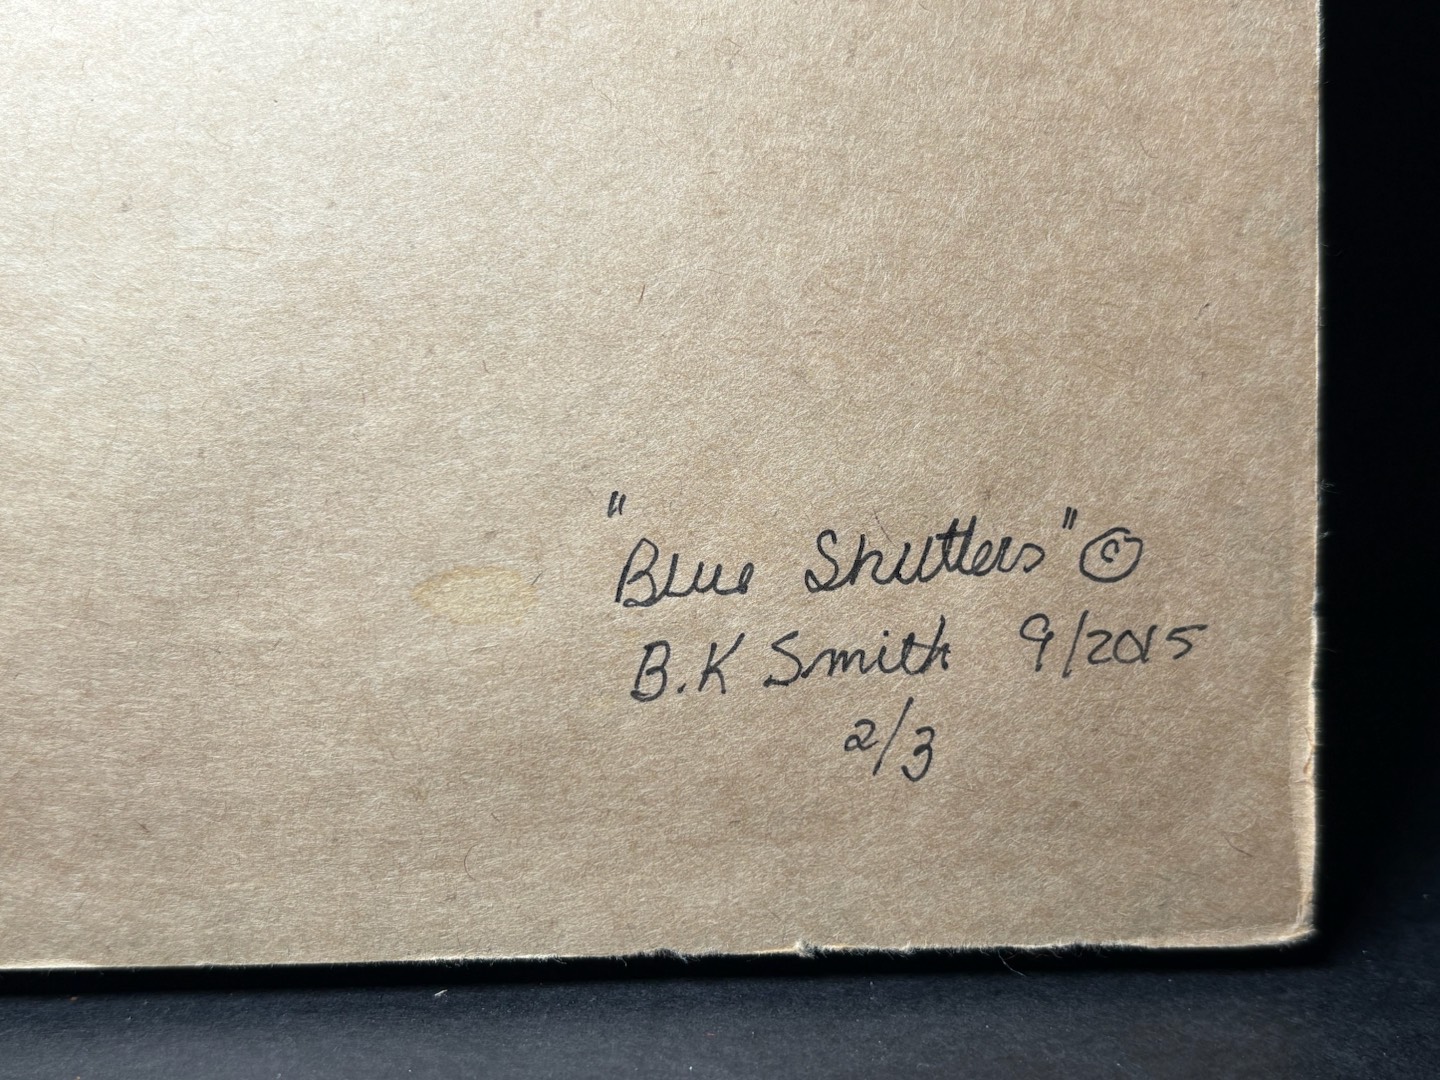 "Blue Shutters" ©
B.K Smith 9/2015
2/3